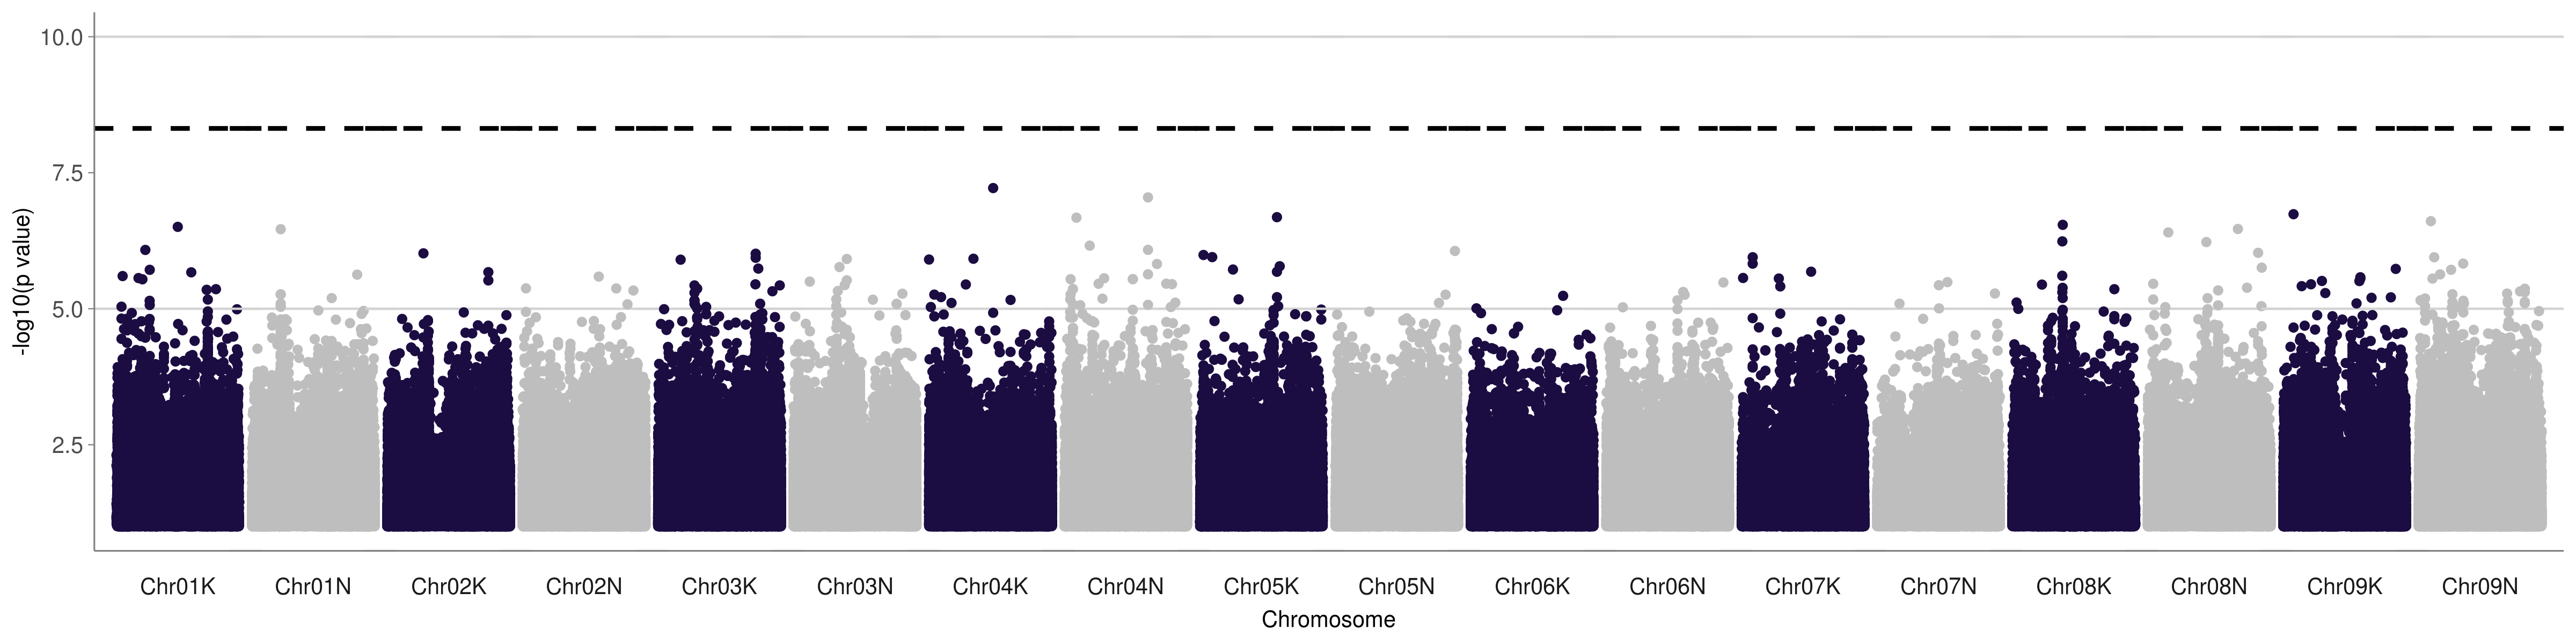 -log10(p value)
10.0
7.5
5.0
2.5
Chr01K Chr01N Chr02K Chr02N Chr03K Chr03N Chr04K Chr04N Chr05K Chr05N Chr06K Chr06N Chr07K Chr07N Chr08K Chr08N Chr09K Chr09N
Chromosome